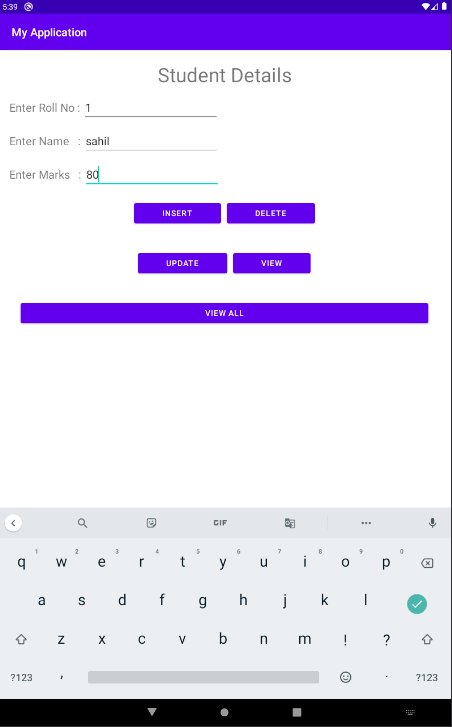 5:39
My Application
Student Details
Enter Roll No : 1
Enter Name : sahil
Enter Marks : 80
INSERT DELETE
UPDATE VIEW
VIEW ALL
GIF
q 1 w 2 e 3 r 4 t 5 y 6 u 7 i 8 o 9 p 0
a s d f g h j k l
z x c v b n m ! ?
?123 , . ?123